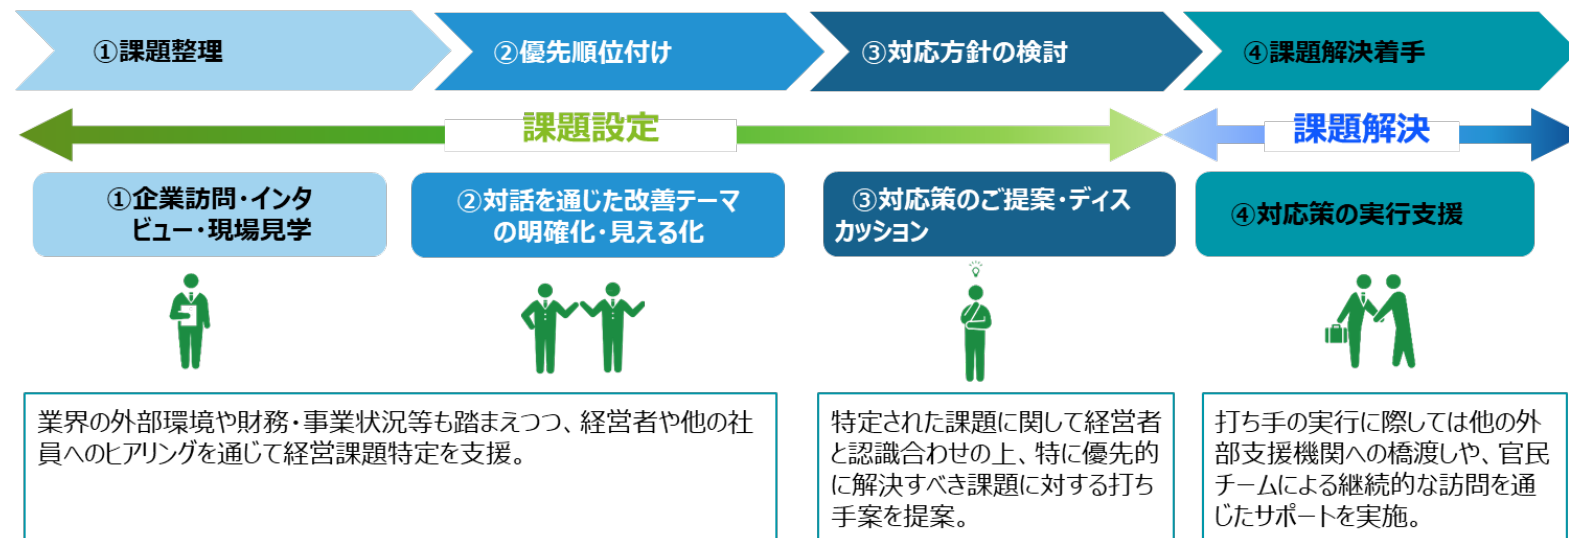 ①課題整理
②優先順位付け
③対応方針の検討
④課題解決着手
課題設定
課題解決
①企業訪問・インタ
ビュー・現場見学
②対話を通じた改善テーマ
の明確化・見える化
③対応策のご提案・ディス
カッション
④対応策の実行支援
業界の外部環境や財務・事業状況等も踏まえつつ、経営者や他の社
員へのヒアリングを通じて経営課題特定を支援。
特定された課題に関して経営者
と認識合わせの上、特に優先的
に解決すべき課題に対する打ち
手案を提案。
打ち手の実行に際しては他の外
部支援機関への橋渡しや、官民
チームによる継続的な訪問を通
じたサポートを実施。